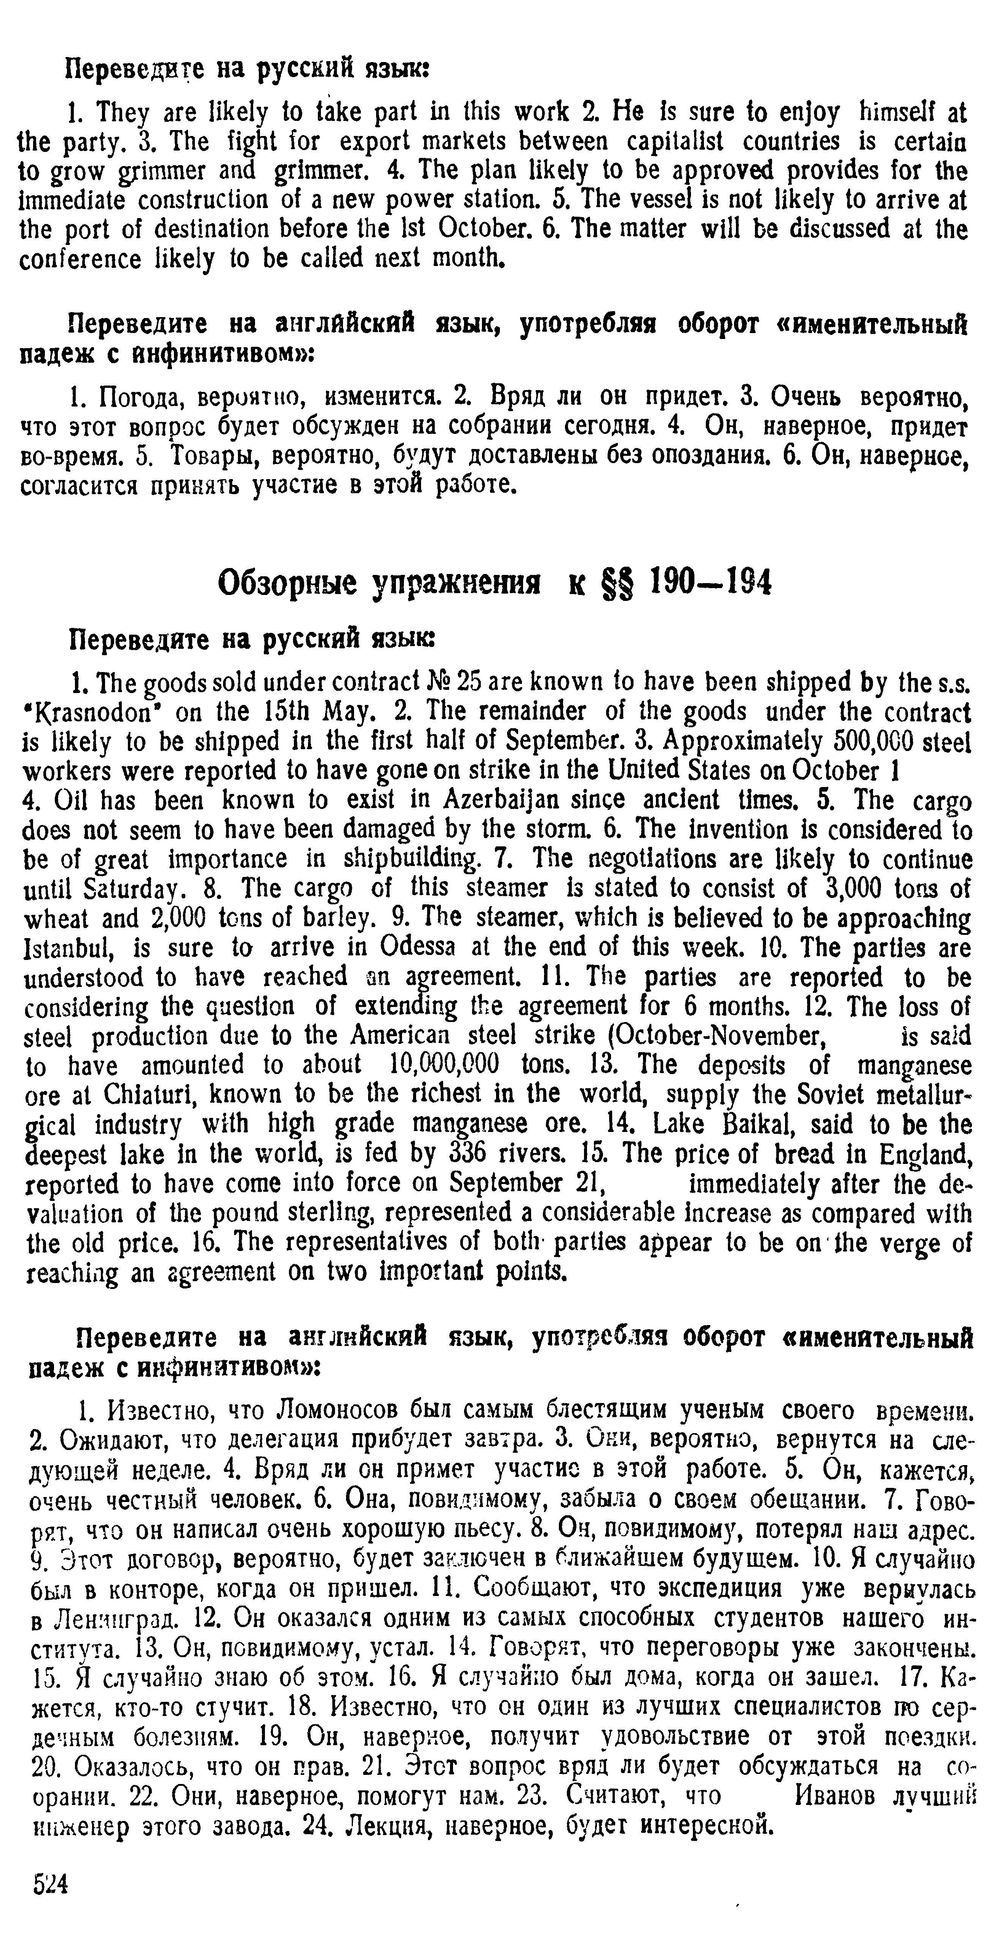 Переведите на русский язык:
1. They are likely to take part in this work 2. He is sure to enjoy himself at
the party. 3. The fight for export markets between capitalist countries is certain
to grow grimmer and grimmer. 4. The plan likely to be approved provides for the
immediate construction of a new power station. 5. The vessel is not likely to arrive at
the port of destination before the 1st October. 6. The matter will be discussed at the
conference likely to be called next month.
Переведите на английский язык, употребляя оборот «именительный
падеж с инфинитивом»:
1. Погода, вероятно, изменится. 2. Вряд ли он придет. 3. Очень вероятно,
что этот вопрос будет обсужден на собрании сегодня. 4. Он, наверное, придет
во-время. 5. Товары, вероятно, будут доставлены без опоздания. 6. Он, наверное,
согласится принять участие в этой работе.
Обзорные упражнения к §§ 190—194
Переведите на русский язык:
1. The goods sold under contract № 25 are known to have been shipped by the s.s.
"Krasnodon" on the 15th May. 2. The remainder of the goods under the contract
is likely to be shipped in the first half of September. 3. Approximately 500,000 steel
workers were reported to have gone on strike in the United States on October 1
4. Oil has been known to exist in Azerbaijan since ancient times. 5. The cargo
does not seem to have been damaged by the storm. 6. The invention is considered to
be of great importance in shipbuilding. 7. The negotiations are likely to continue
until Saturday. 8. The cargo of this steamer is stated to consist of 3,000 tons of
wheat and 2,000 tons of barley. 9. The steamer, which is believed to be approaching
Istanbul, is sure to arrive in Odessa at the end of this week. 10. The parties are
understood to have reached an agreement. 11. The parties are reported to be
considering the question of extending the agreement for 6 months. 12. The loss of
steel production due to the American steel strike (October-November, is said
to have amounted to about 10,000,000 tons. 13. The deposits of manganese
ore at Chiaturi, known to be the richest in the world, supply the Soviet metallur-
gical industry with high grade manganese ore. 14. Lake Baikal, said to be the
deepest lake in the world, is fed by 336 rivers. 15. The price of bread in England,
reported to have come into force on September 21, immediately after the de-
valuation of the pound sterling, represented a considerable increase as compared with
the old price. 16. The representatives of both parties appear to be on the verge of
reaching an agreement on two important points.
Переведите на английский язык, употребляя оборот «именительный
падеж с инфинитивом»:
1. Известно, что Ломоносов был самым блестящим ученым своего времени.
2. Ожидают, что делегация прибудет завтра. 3. Они, вероятно, вернутся на сле-
дующей неделе. 4. Вряд ли он примет участие в этой работе. 5. Он, кажется,
очень честный человек. 6. Она, повидимому, забыла о своем обещании. 7. Гово-
рят, что он написал очень хорошую пьесу. 8. Он, повидимому, потерял наш адрес.
9. Этот договор, вероятно, будет заключен в ближайшем будущем. 10. Я случайно
был в конторе, когда он пришел. 11. Сообщают, что экспедиция уже вернулась
в Ленинград. 12. Он оказался одним из самых способных студентов нашего ин-
ститута. 13. Он, повидимому, устал. 14. Говорят, что переговоры уже закончены.
15. Я случайно знаю об этом. 16. Я случайно был дома, когда он зашел. 17. Ка-
жется, кто-то стучит. 18. Известно, что он один из лучших специалистов по сер-
дечным болезням. 19. Он, наверное, получит удовольствие от этой поездки.
20. Оказалось, что он прав. 21. Этот вопрос вряд ли будет обсуждаться на со-
орании. 22. Они, наверное, помогут нам. 23. Считают, что Иванов лучший
инженер этого завода. 24. Лекция, наверное, будет интересной.
524